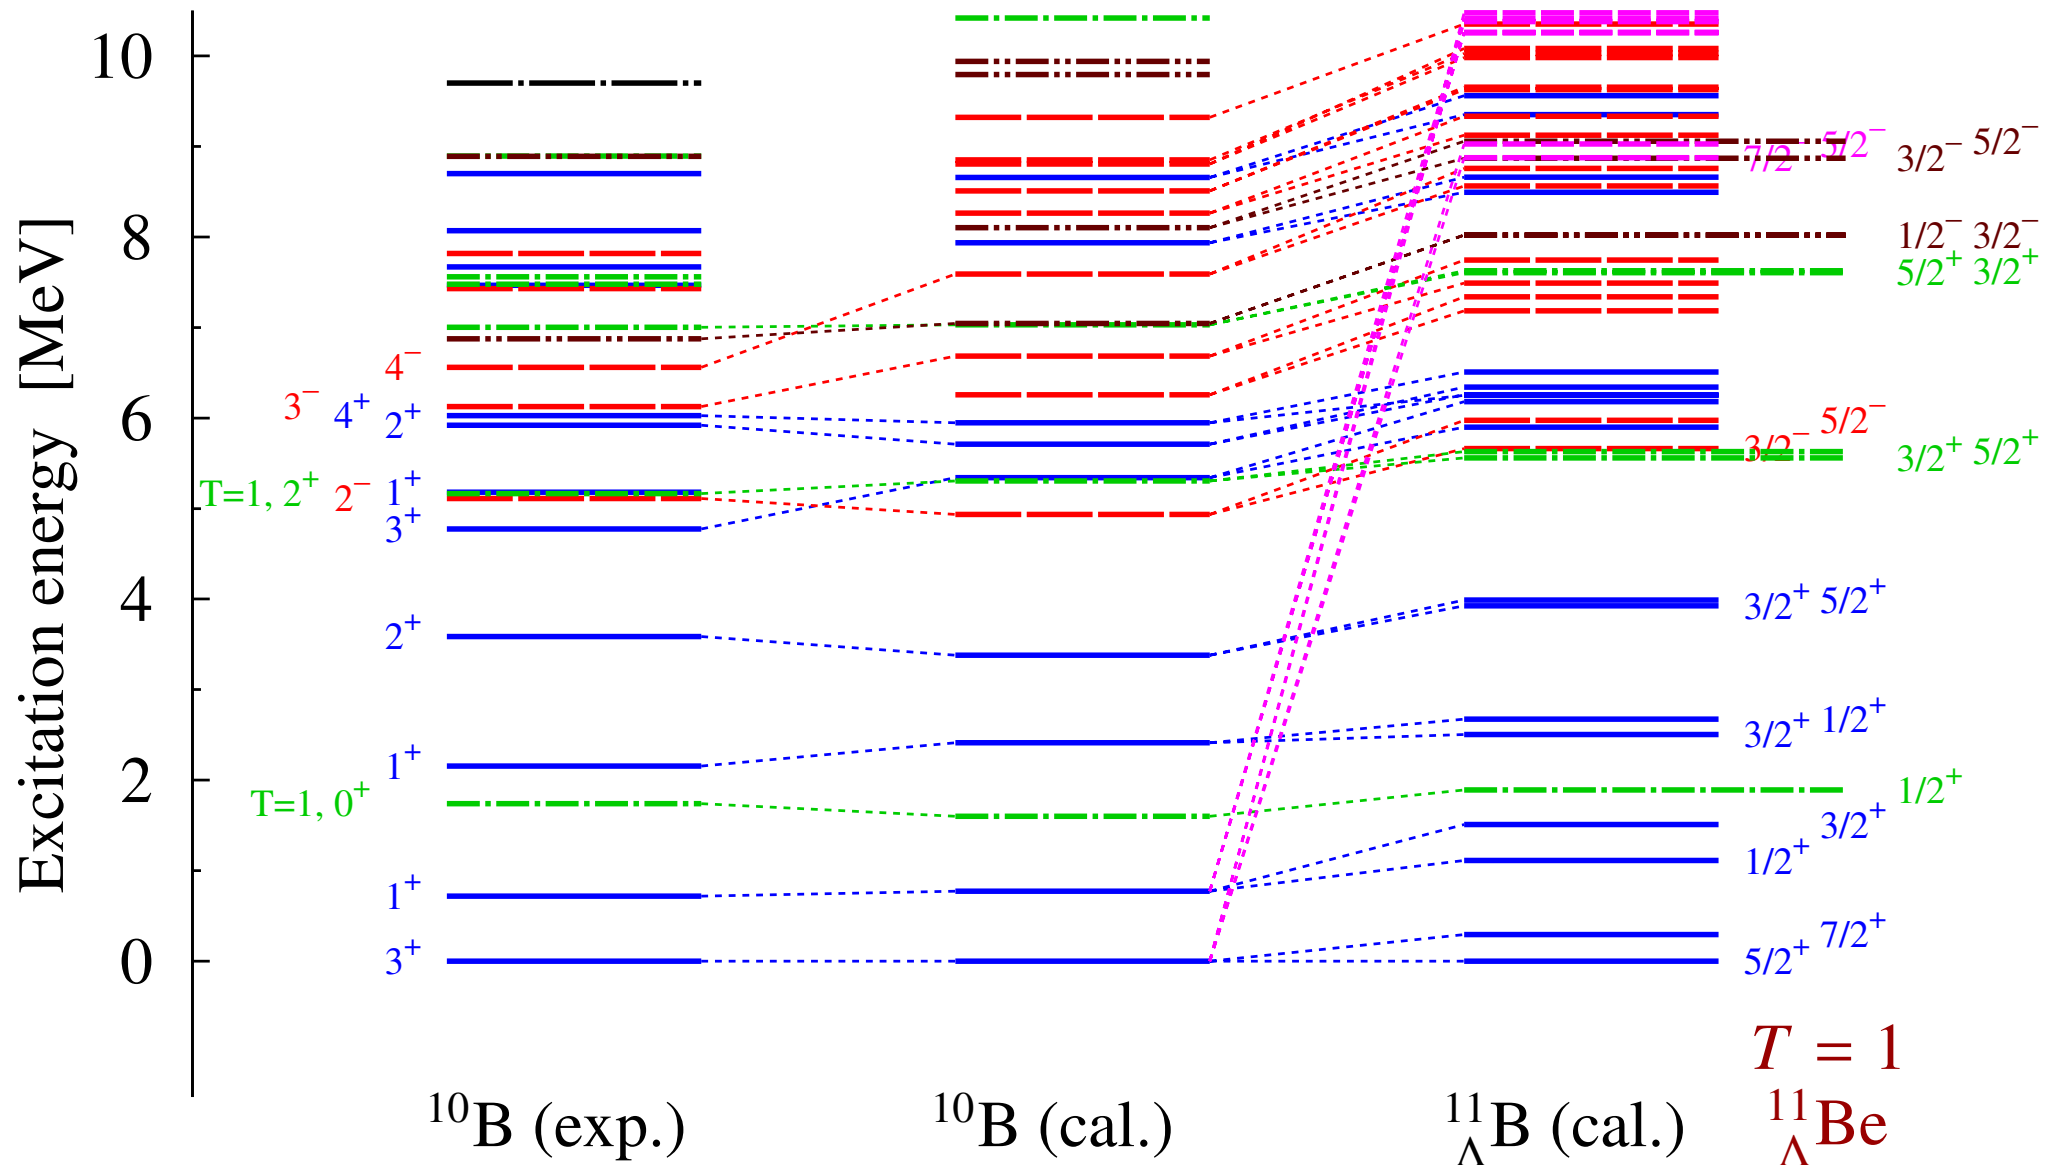 Excitation energy [MeV]
10
8
6
4
2
0
4⁻
3⁻ 4⁺ 2⁺
T=1, 2⁺ 2⁻ 1⁺
3⁺
2⁺
1⁺
T=1, 0⁺
1⁺
3⁺
7/2⁻ 5/2⁻ 3/2⁻ 5/2⁻
1/2⁻ 3/2⁻
5/2⁺ 3/2⁺
5/2⁻
3/2⁻ 3/2⁺ 5/2⁺
3/2⁺ 5/2⁺
3/2⁺ 1/2⁺
1/2⁺
3/2⁺
1/2⁺
7/2⁺
5/2⁺
T = 1
¹⁰B (exp.) ¹⁰B (cal.) ¹¹ΛB (cal.) ¹¹ΛBe